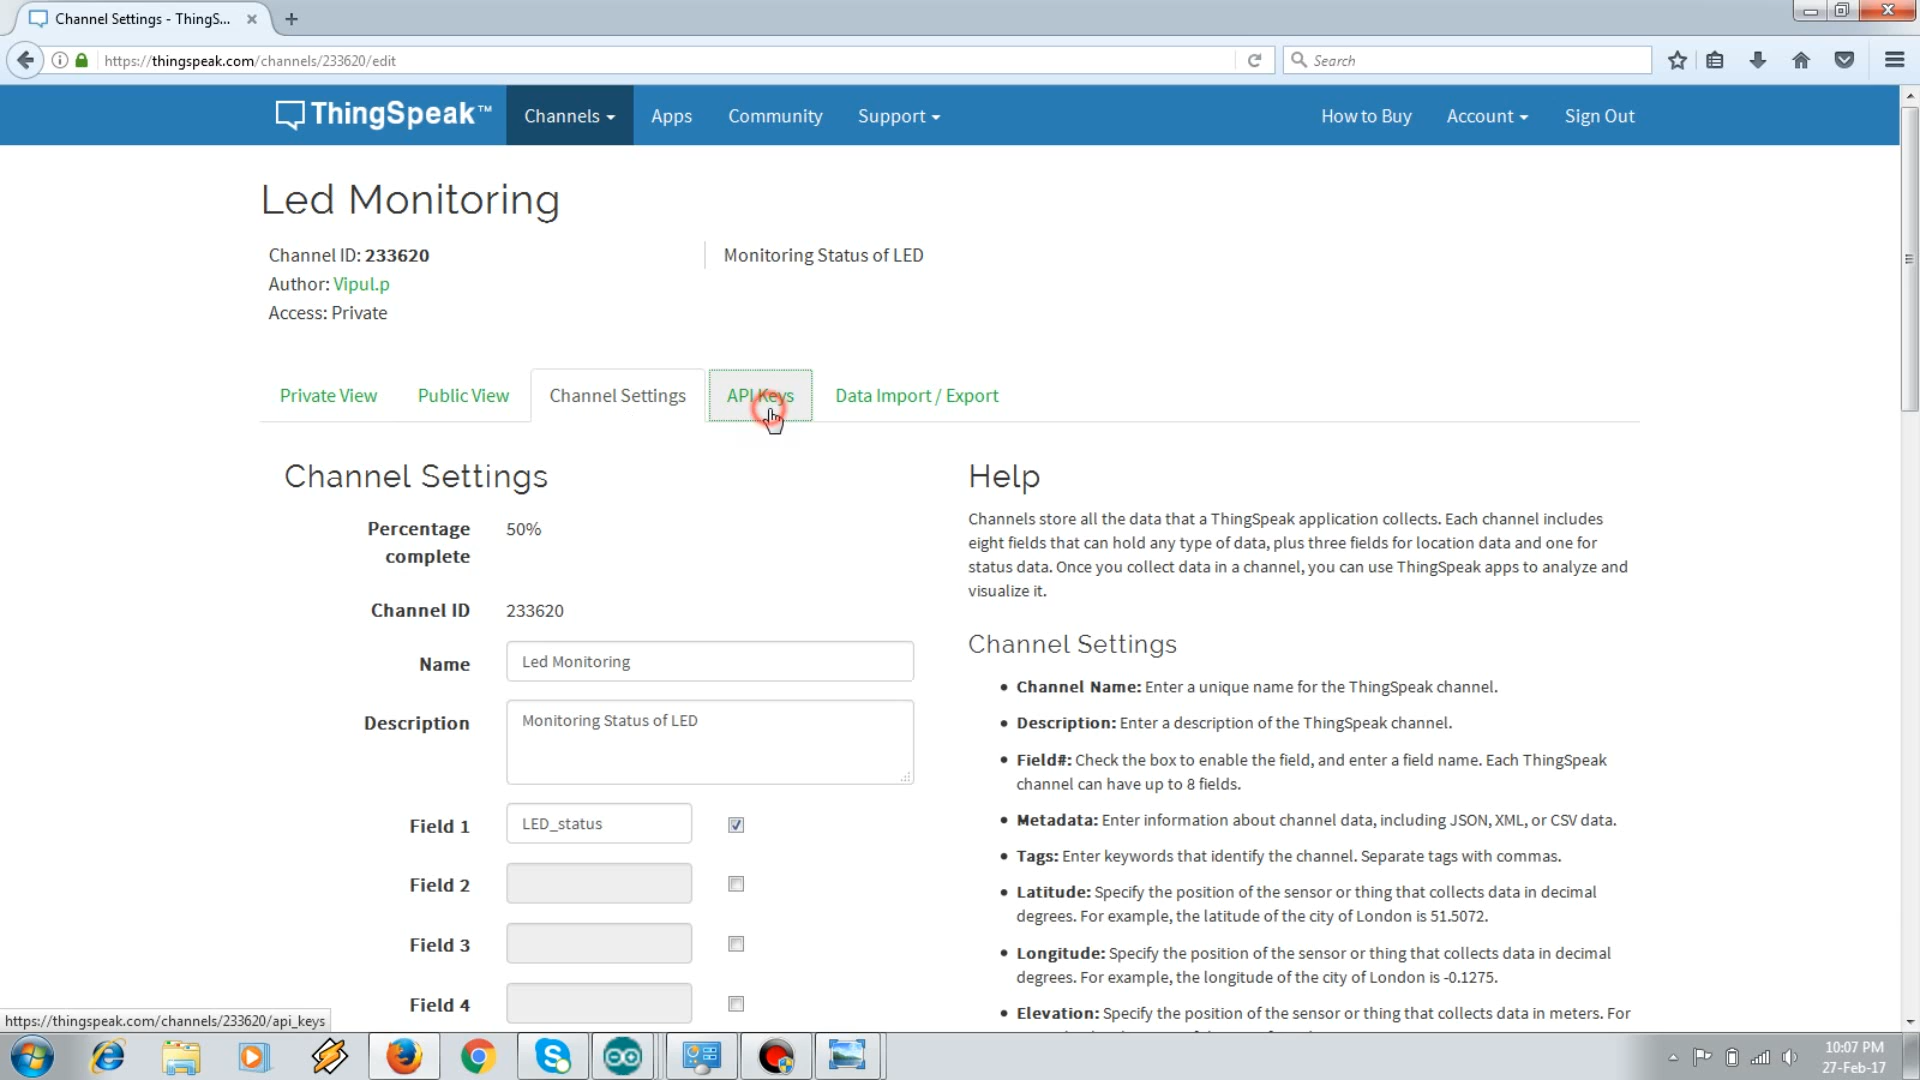 Channel Settings - ThingS...
https://thingspeak.com/channels/233620/edit
Search
ThingSpeak™
Channels
Apps
Community
Support
How to Buy
Account
Sign Out
Led Monitoring
Channel ID: 233620
Monitoring Status of LED
Author: Vipul.p
Access: Private
Private View
Public View
Channel Settings
API Keys
Data Import / Export
Channel Settings
Percentage
complete
50%
Channel ID
233620
Name
Led Monitoring
Description
Monitoring Status of LED
Field 1
LED_status
Field 2
Field 3
Field 4
Help
Channels store all the data that a ThingSpeak application collects. Each channel includes
eight fields that can hold any type of data, plus three fields for location data and one for
status data. Once you collect data in a channel, you can use ThingSpeak apps to analyze and
visualize it.
Channel Settings
• Channel Name: Enter a unique name for the ThingSpeak channel.
• Description: Enter a description of the ThingSpeak channel.
• Field#: Check the box to enable the field, and enter a field name. Each ThingSpeak
channel can have up to 8 fields.
• Metadata: Enter information about channel data, including JSON, XML, or CSV data.
• Tags: Enter keywords that identify the channel. Separate tags with commas.
• Latitude: Specify the position of the sensor or thing that collects data in decimal
degrees. For example, the latitude of the city of London is 51.5072.
• Longitude: Specify the position of the sensor or thing that collects data in decimal
degrees. For example, the longitude of the city of London is -0.1275.
• Elevation: Specify the position of the sensor or thing that collects data in meters. For
https://thingspeak.com/channels/233620/api_keys
10:07 PM
27-Feb-17